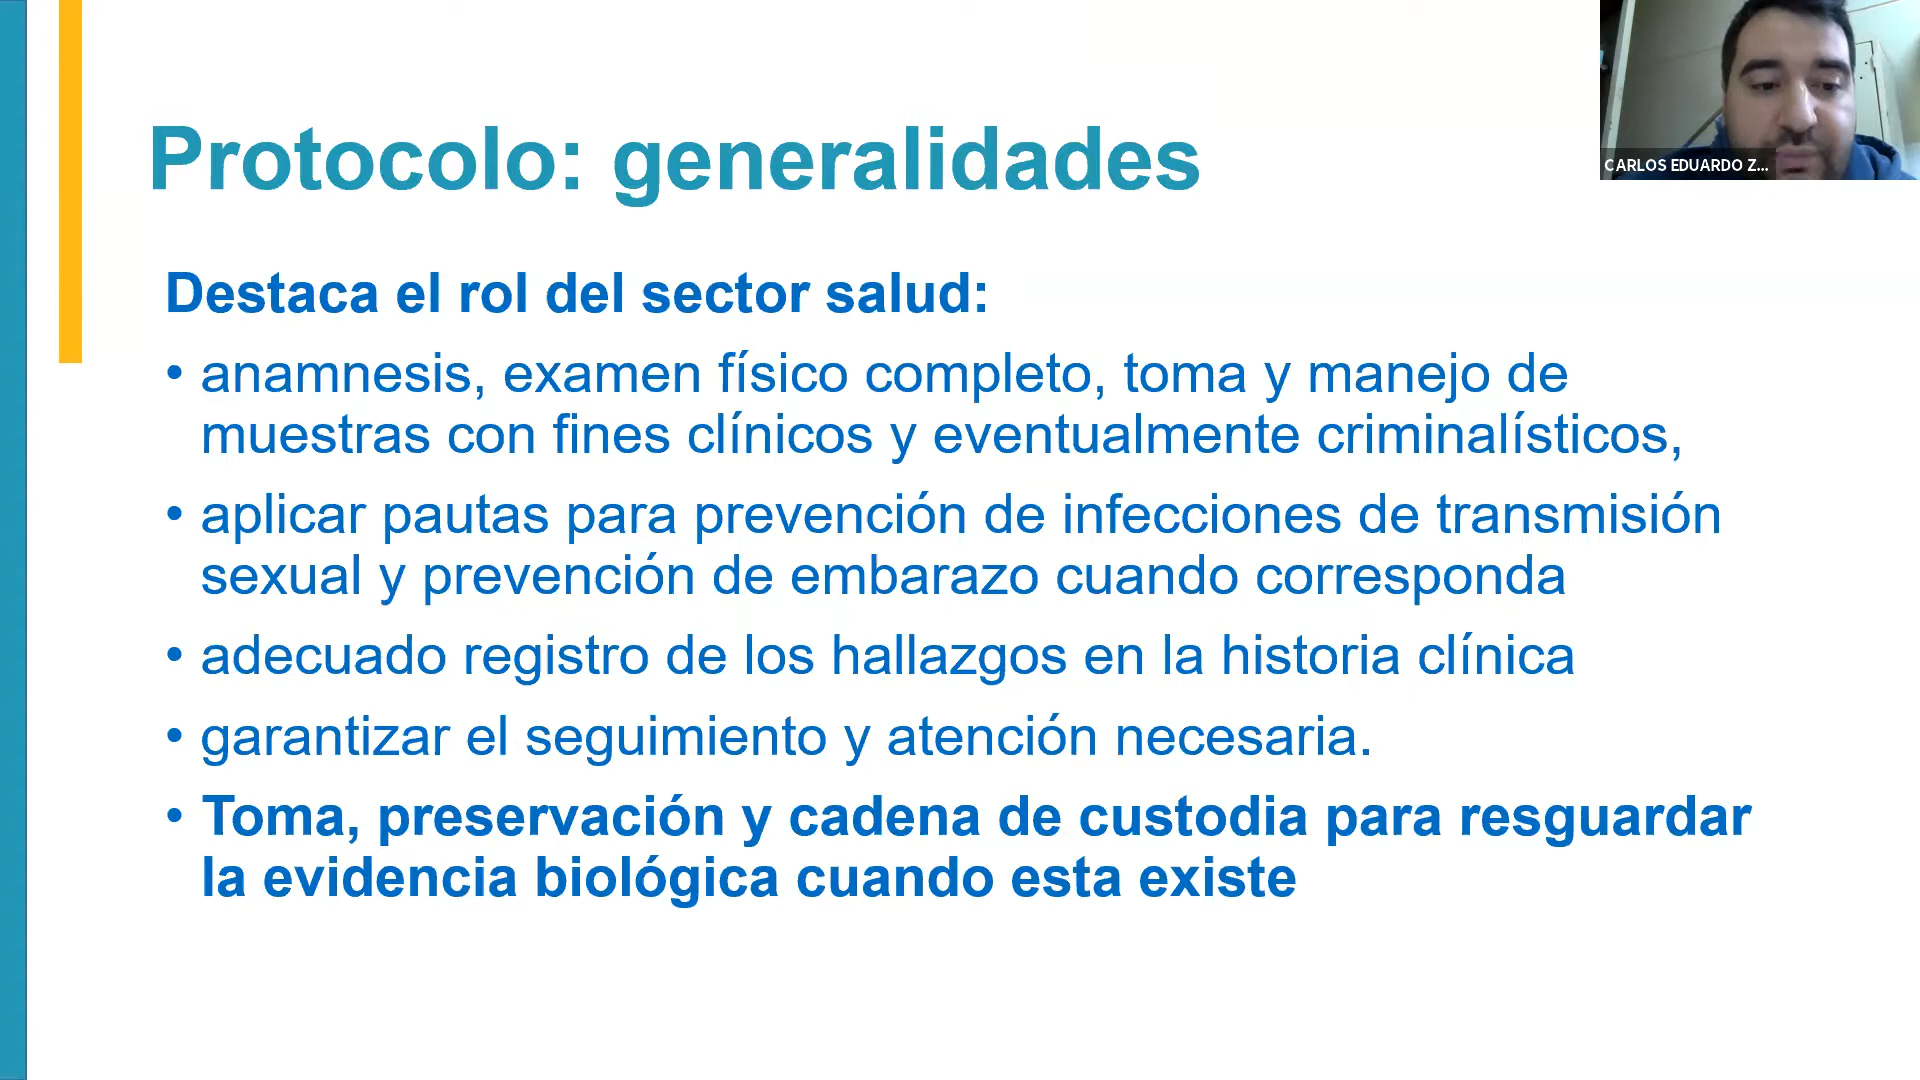 Protocolo: generalidades
CARLOS EDUARDO Z...
Destaca el rol del sector salud:
• anamnesis, examen físico completo, toma y manejo de
muestras con fines clínicos y eventualmente criminalísticos,
• aplicar pautas para prevención de infecciones de transmisión
sexual y prevención de embarazo cuando corresponda
• adecuado registro de los hallazgos en la historia clínica
• garantizar el seguimiento y atención necesaria.
• Toma, preservación y cadena de custodia para resguardar
la evidencia biológica cuando esta existe